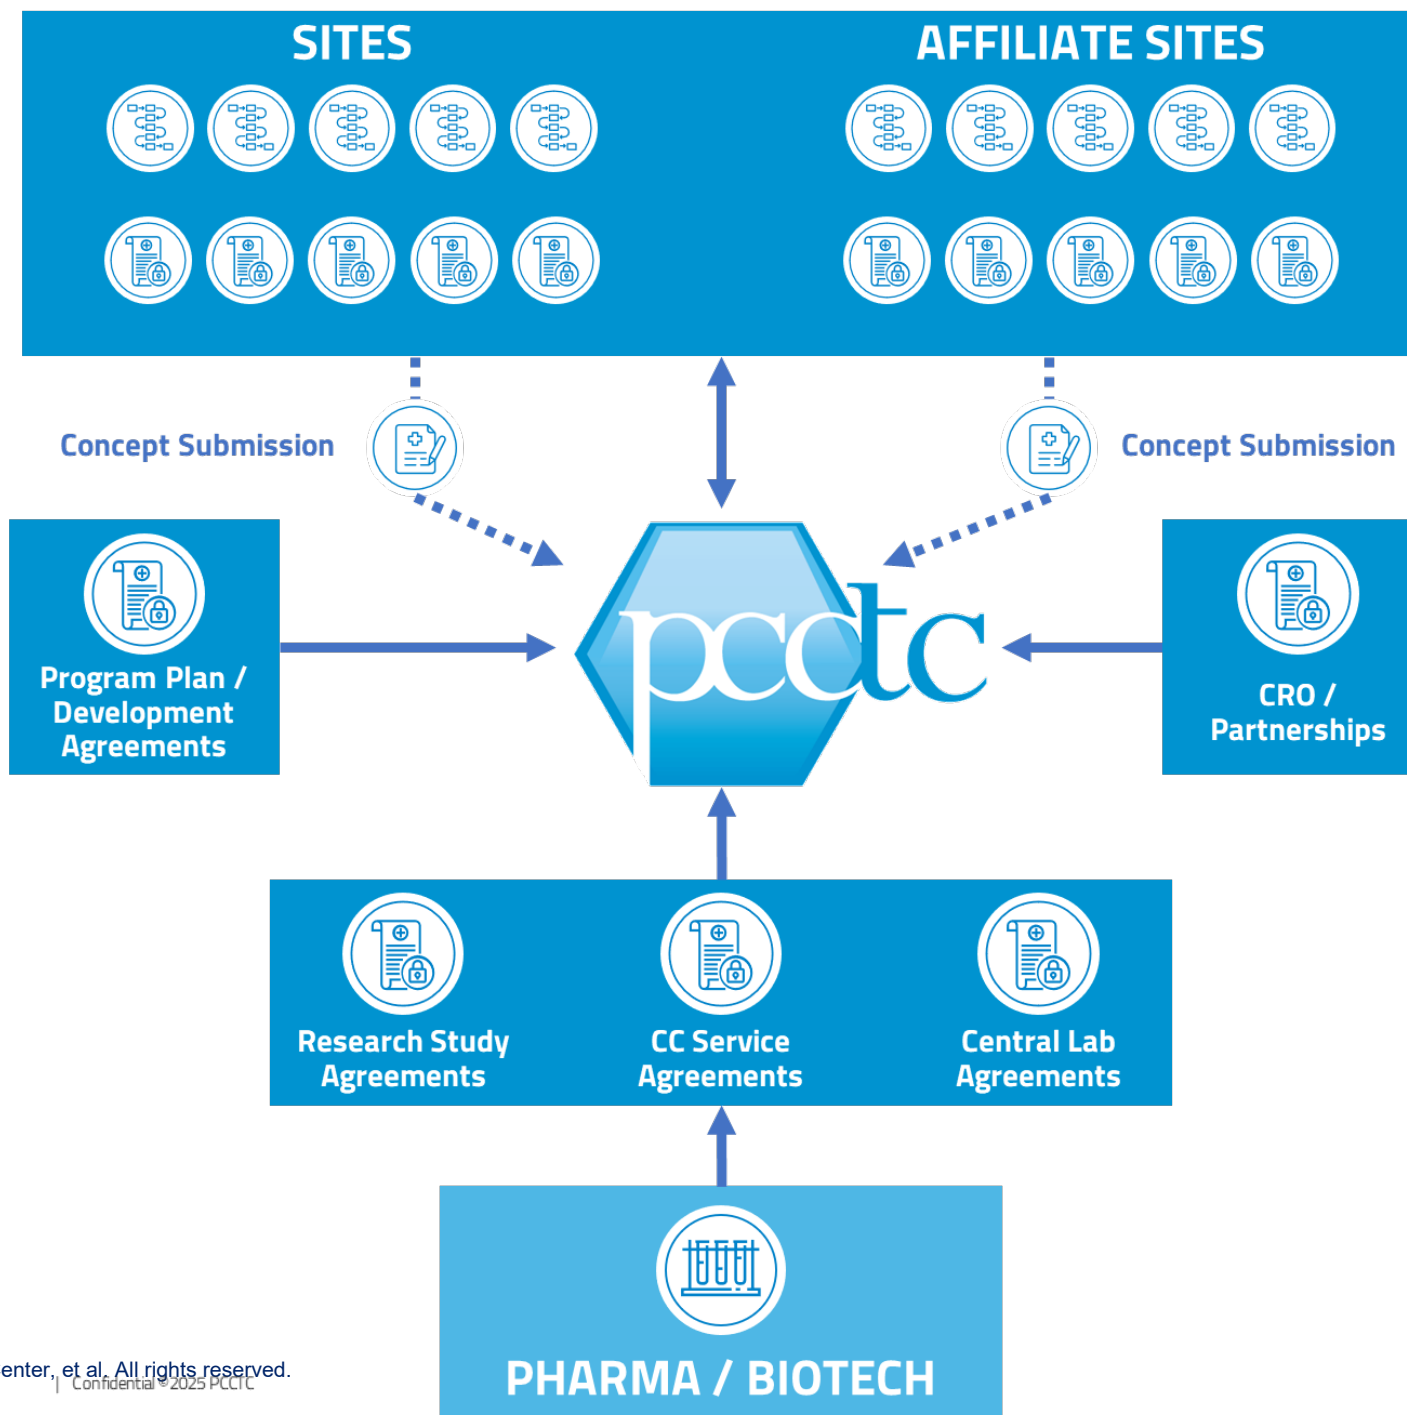 SITES
AFFILIATE SITES
Concept Submission
Concept Submission
Program Plan /
Development
Agreements
pcctc
CRO /
Partnerships
Research Study
Agreements
CC Service
Agreements
Central Lab
Agreements
PHARMA / BIOTECH
enter, et al. All rights reserved.
| Confidential ©2025 PCCTC